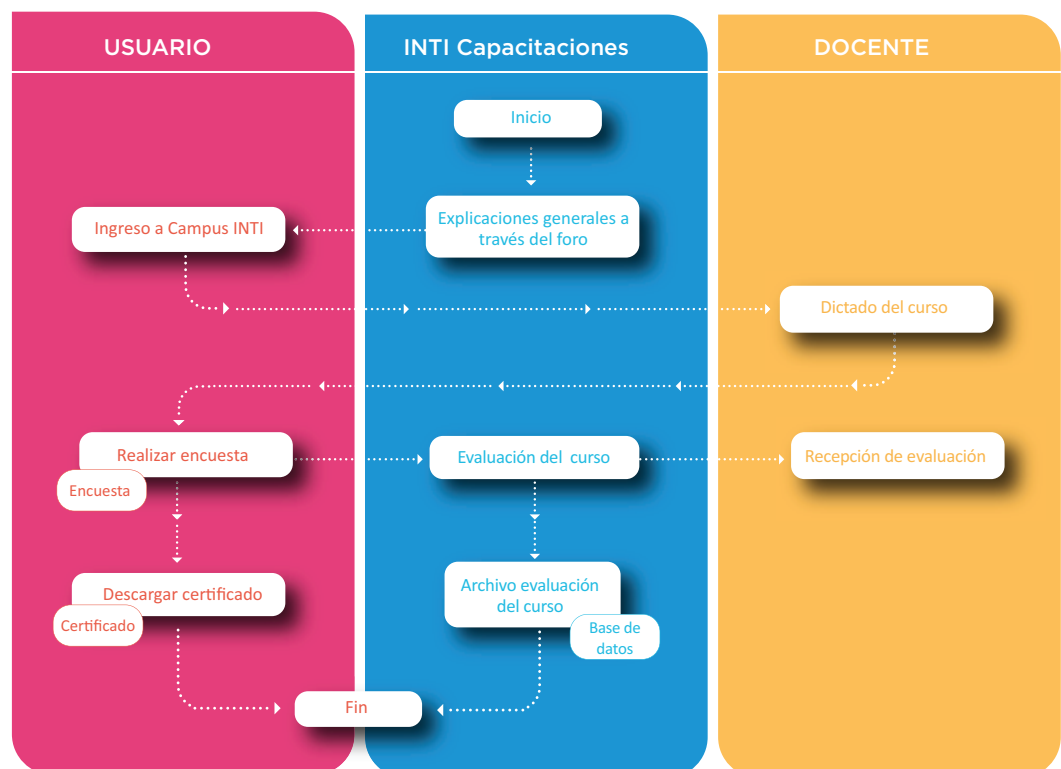 USUARIO
INTI Capacitaciones
DOCENTE
Inicio
Explicaciones generales a
través del foro
Ingreso a Campus INTI
Dictado del curso
Realizar encuesta
Encuesta
Evaluación del curso
Recepción de evaluación
Descargar certificado
Certificado
Archivo evaluación
del curso
Base de
datos
Fin